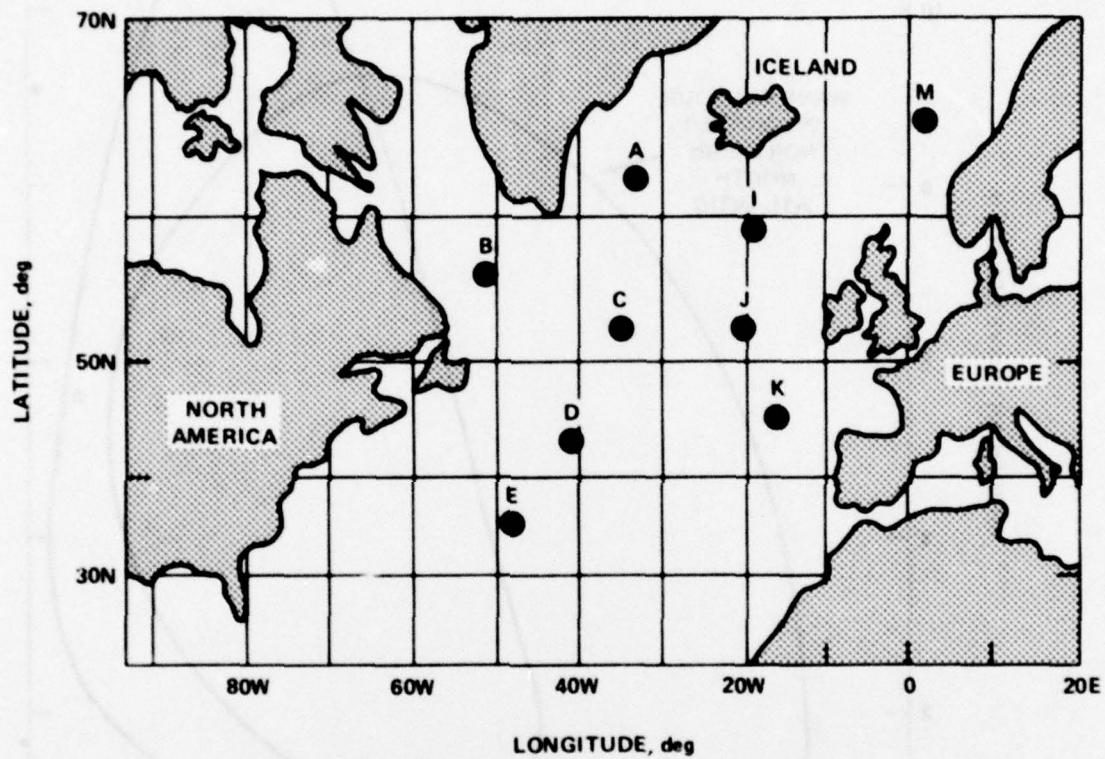 70N
ICELAND
M
A
I
B
C
J
LATITUDE, deg
50N
EUROPE
NORTH
AMERICA
D
K
E
30N
80W
60W
40W
20W
0
20E
LONGITUDE, deg